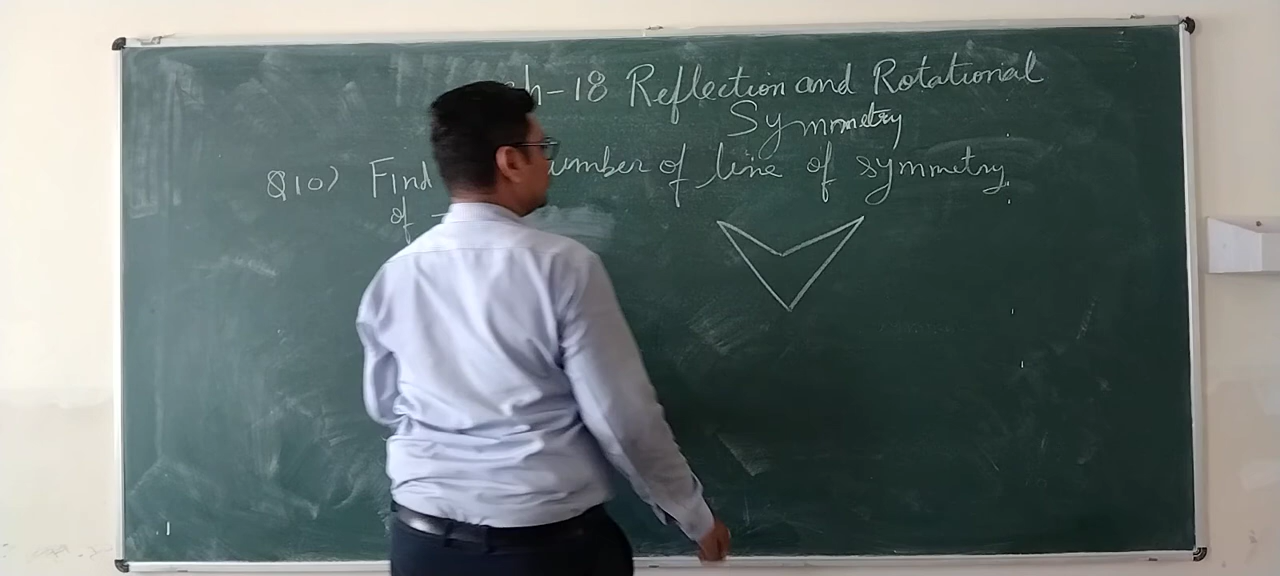 h-18 Reflection and Rotational
Symmetry
Q10) Find umber of line of symmetry
of -